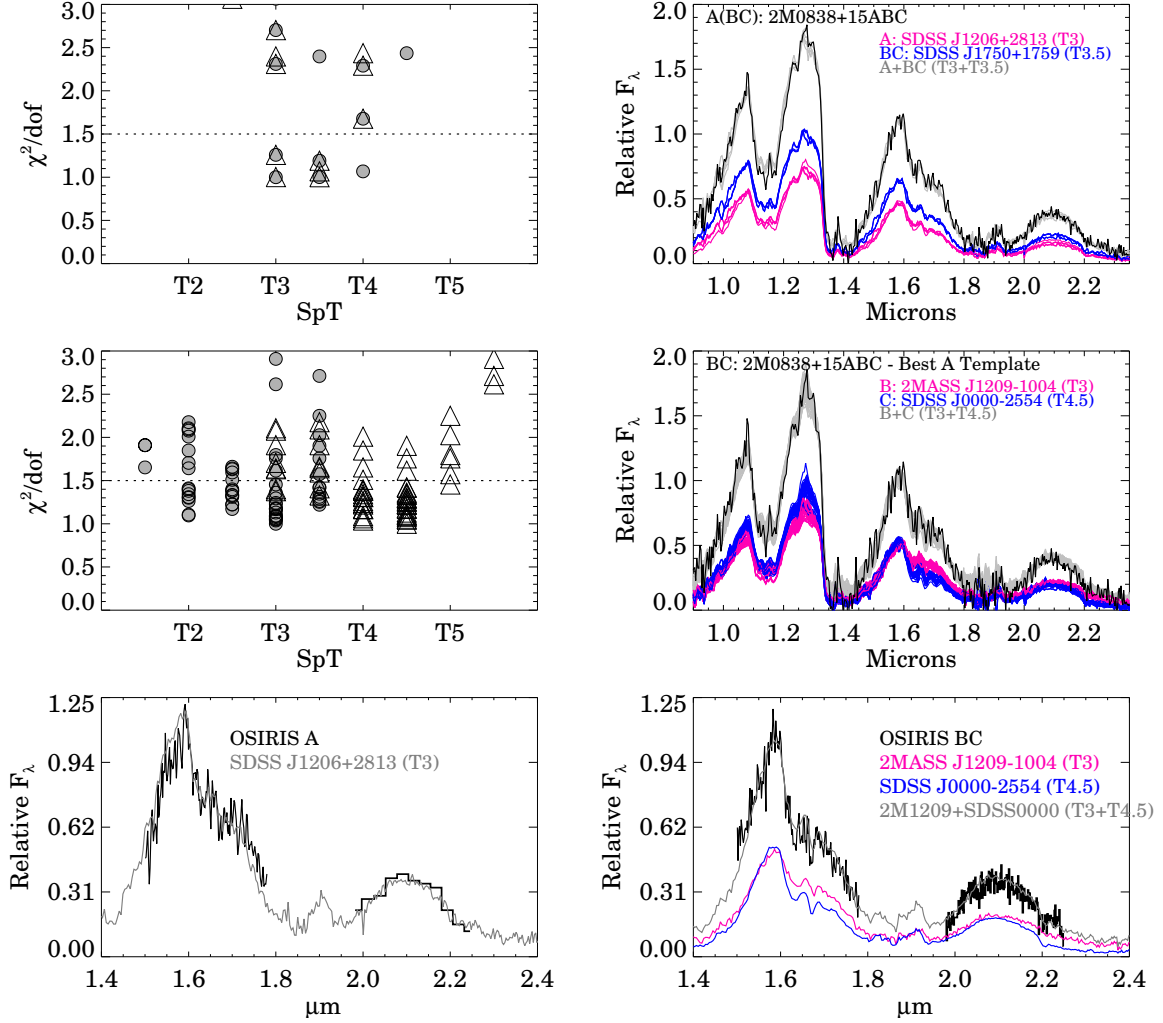 3.0
2.5
2.0
1.5
1.0
0.5
0.0
χ²/dof
T2 T3 T4 T5
SpT
2.0
1.5
1.0
0.5
0.0
Relative Fλ
A(BC): 2M0838+15ABC
A: SDSS J1206+2813 (T3)
BC: SDSS J1750+1759 (T3.5)
A+BC (T3+T3.5)
1.0 1.2 1.4 1.6 1.8 2.0 2.2
Microns
3.0
2.5
2.0
1.5
1.0
0.5
0.0
χ²/dof
T2 T3 T4 T5
SpT
2.0
1.5
1.0
0.5
0.0
Relative Fλ
BC: 2M0838+15ABC - Best A Template
B: 2MASS J1209-1004 (T3)
C: SDSS J0000-2554 (T4.5)
B+C (T3+T4.5)
1.0 1.2 1.4 1.6 1.8 2.0 2.2
Microns
1.25
0.94
0.62
0.31
0.00
Relative Fλ
OSIRIS A
SDSS J1206+2813 (T3)
1.4 1.6 1.8 2.0 2.2 2.4
μm
1.25
0.94
0.62
0.31
0.00
Relative Fλ
OSIRIS BC
2MASS J1209-1004 (T3)
SDSS J0000-2554 (T4.5)
2M1209+SDSS0000 (T3+T4.5)
1.4 1.6 1.8 2.0 2.2 2.4
μm